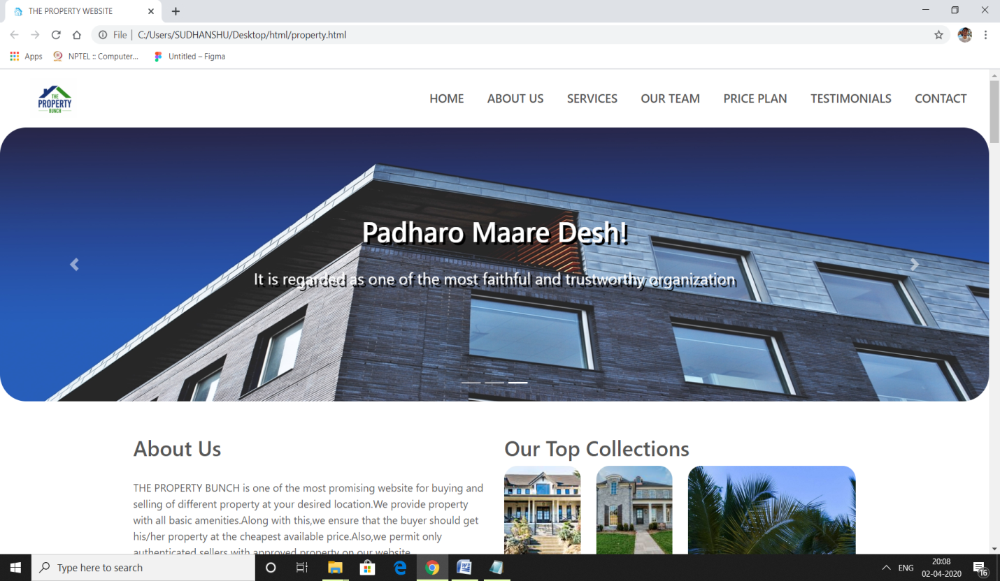 THE PROPERTY WEBSITE
File | C:/Users/SUDHANSHU/Desktop/html/property.html
Apps NPTEL :: Computer... Untitled – Figma
THE
PROPERTY
BUNCH
HOME ABOUT US SERVICES OUR TEAM PRICE PLAN TESTIMONIALS CONTACT
Padharo Maare Desh!
It is regarded as one of the most faithful and trustworthy organization
About Us
THE PROPERTY BUNCH is one of the most promising website for buying and
selling of different property at your desired location.We provide property
with all basic amenities.Along with this,we ensure that the buyer should get
his/her property at the cheapest available price.Also,we permit only
authenticated sellers with approved property on our website.
Our Top Collections
Type here to search
ENG
20:08
02-04-2020
16